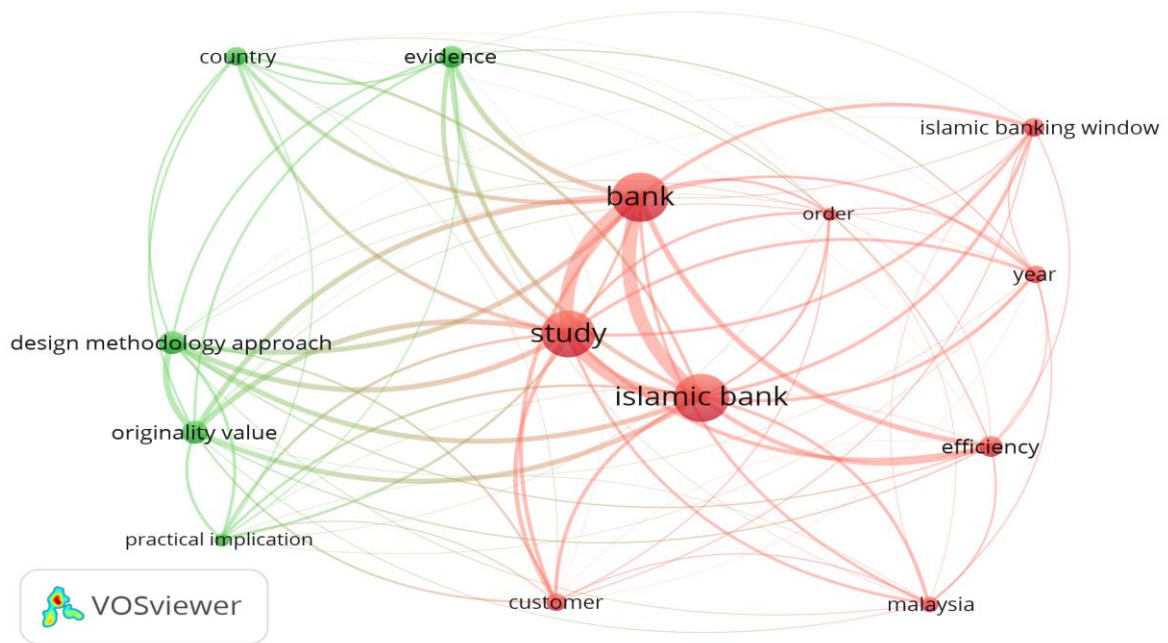 country
evidence
islamic banking window
bank
order
year
study
design methodology approach
islamic bank
originality value
efficiency
practical implication
customer
malaysia
VOSviewer